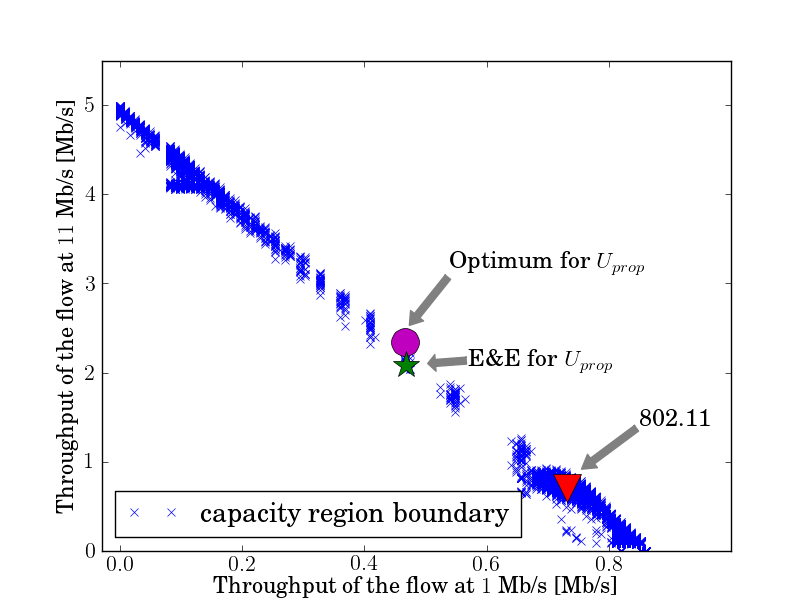 5
4
3
2
1
0
Throughput of the flow at 11 Mb/s [Mb/s]
Optimum for U_prop
E&E for U_prop
802.11
capacity region boundary
0.0 0.2 0.4 0.6 0.8
Throughput of the flow at 1 Mb/s [Mb/s]